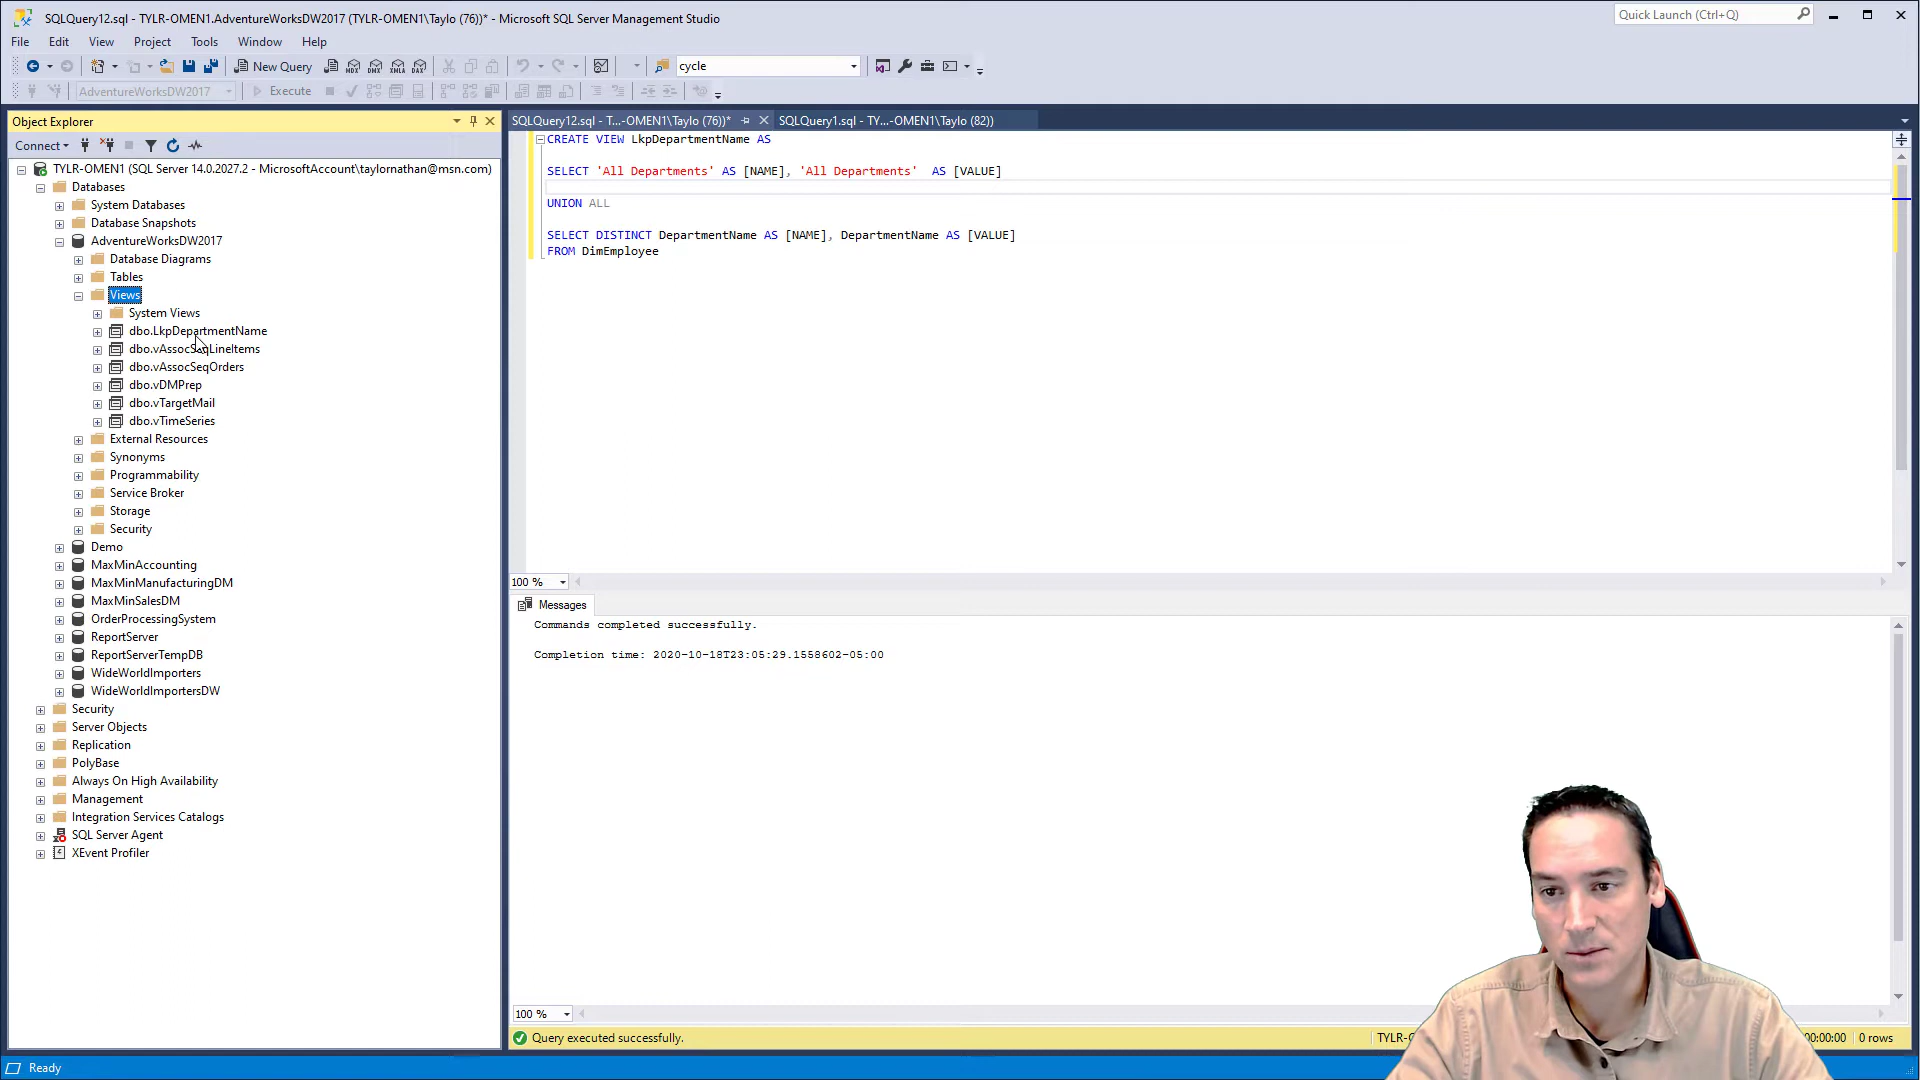 SQLQuery12.sql - TYLR-OMEN1.AdventureWorksDW2017 (TYLR-OMEN1\Taylo (76))* - Microsoft SQL Server Management Studio
Quick Launch (Ctrl+Q)
File Edit View Project Tools Window Help
New Query MDX DMX XMLA DAX cycle
AdventureWorksDW2017 Execute
Object Explorer
SQLQuery12.sql - T...-OMEN1\Taylo (76))* SQLQuery1.sql - TY...-OMEN1\Taylo (82))
Connect
TYLR-OMEN1 (SQL Server 14.0.2027.2 - MicrosoftAccount\taylornathan@msn.com)
Databases
System Databases
Database Snapshots
AdventureWorksDW2017
Database Diagrams
Tables
Views
System Views
dbo.LkpDepartmentName
dbo.vAssocSeqLineItems
dbo.vAssocSeqOrders
dbo.vDMPrep
dbo.vTargetMail
dbo.vTimeSeries
External Resources
Synonyms
Programmability
Service Broker
Storage
Security
Demo
MaxMinAccounting
MaxMinManufacturingDM
MaxMinSalesDM
OrderProcessingSystem
ReportServer
ReportServerTempDB
WideWorldImporters
WideWorldImportersDW
Security
Server Objects
Replication
PolyBase
Always On High Availability
Management
Integration Services Catalogs
SQL Server Agent
XEvent Profiler
CREATE VIEW LkpDepartmentName AS
SELECT 'All Departments' AS [NAME], 'All Departments' AS [VALUE]
UNION ALL
SELECT DISTINCT DepartmentName AS [NAME], DepartmentName AS [VALUE]
FROM DimEmployee
100 %
Messages
Commands completed successfully.
Completion time: 2020-10-18T23:05:29.1558602-05:00
100 %
Query executed successfully. 00:00 0 rows
Ready